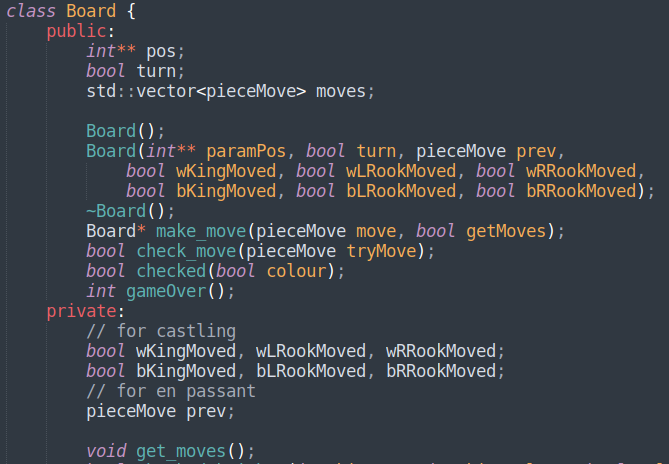 class Board {
public:
int** pos;
bool turn;
std::vector<pieceMove> moves;
Board();
Board(int** paramPos, bool turn, pieceMove prev,
bool wKingMoved, bool wLRookMoved, bool wRRookMoved,
bool bKingMoved, bool bLRookMoved, bool bRRookMoved);
~Board();
Board* make_move(pieceMove move, bool getMoves);
bool check_move(pieceMove tryMove);
bool checked(bool colour);
int gameOver();
private:
// for castling
bool wKingMoved, wLRookMoved, wRRookMoved;
bool bKingMoved, bLRookMoved, bRRookMoved;
// for en passant
pieceMove prev;
void get_moves();